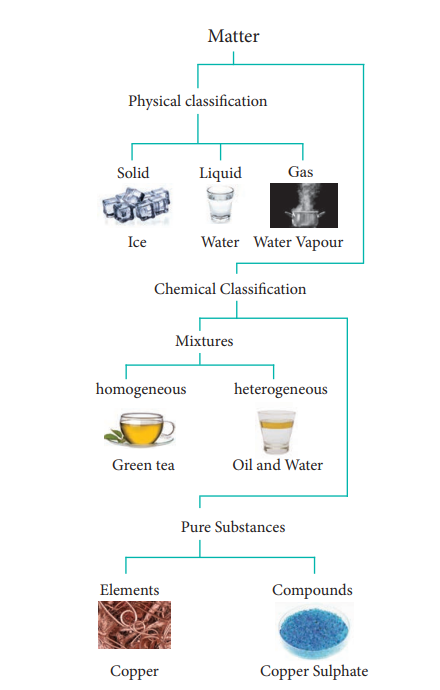 Matter
Physical classification
Solid Liquid Gas
Ice Water Water Vapour
Chemical Classification
Mixtures
homogeneous heterogeneous
Green tea Oil and Water
Pure Substances
Elements Compounds
Copper Copper Sulphate